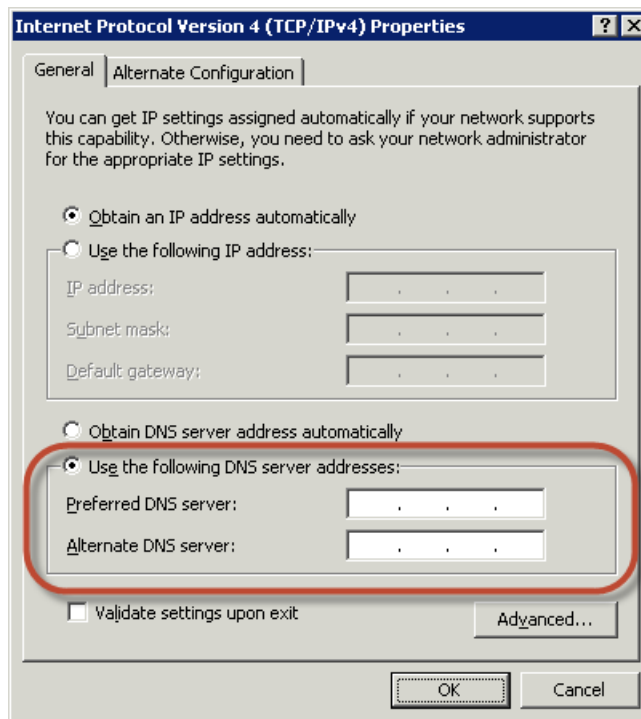 Internet Protocol Version 4 (TCP/IPv4) Properties
General
Alternate Configuration
You can get IP settings assigned automatically if your network supports
this capability. Otherwise, you need to ask your network administrator
for the appropriate IP settings.
Obtain an IP address automatically
Use the following IP address:
IP address:
Subnet mask:
Default gateway:
Obtain DNS server address automatically
Use the following DNS server addresses:
Preferred DNS server:
Alternate DNS server:
Validate settings upon exit
Advanced...
OK
Cancel